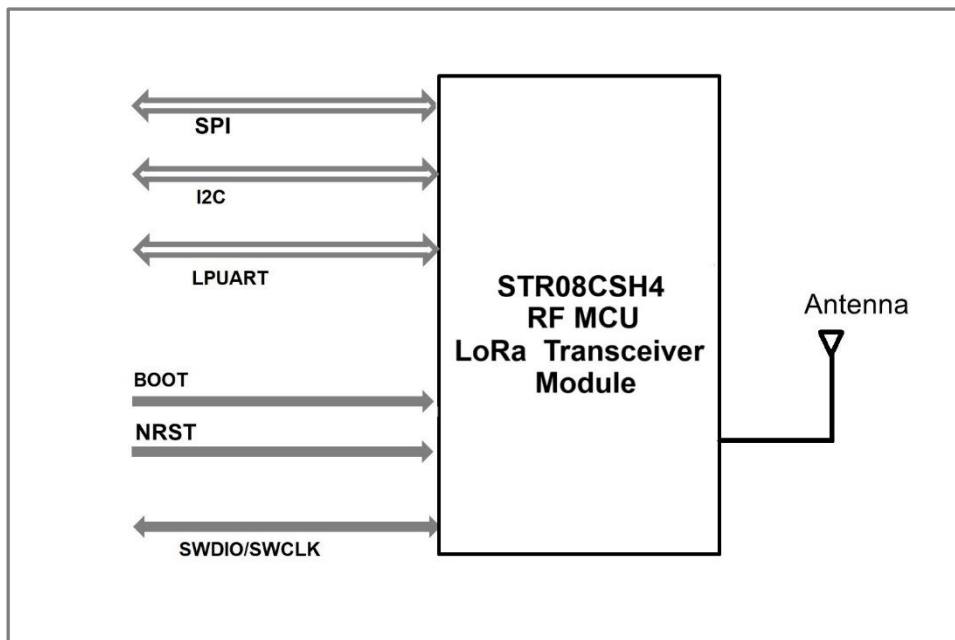 SPI
I2C
LPUART
BOOT
NRST
SWDIO/SWCLK
STR08CSH4
RF MCU
LoRa Transceiver
Module
Antenna